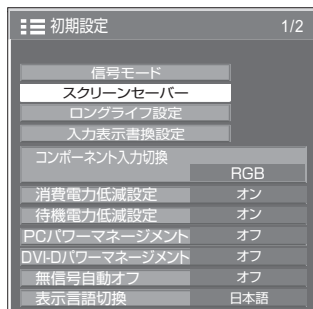 初期設定 1/2
信号モード
スクリーンセーバー
ロングライフ設定
入力表示書換設定
コンポーネント入力切換
RGB
消費電力低減設定 オン
待機電力低減設定 オン
PCパワーマネージメント オフ
DVI-Dパワーマネージメント オフ
無信号自動オフ オフ
表示言語切換 日本語